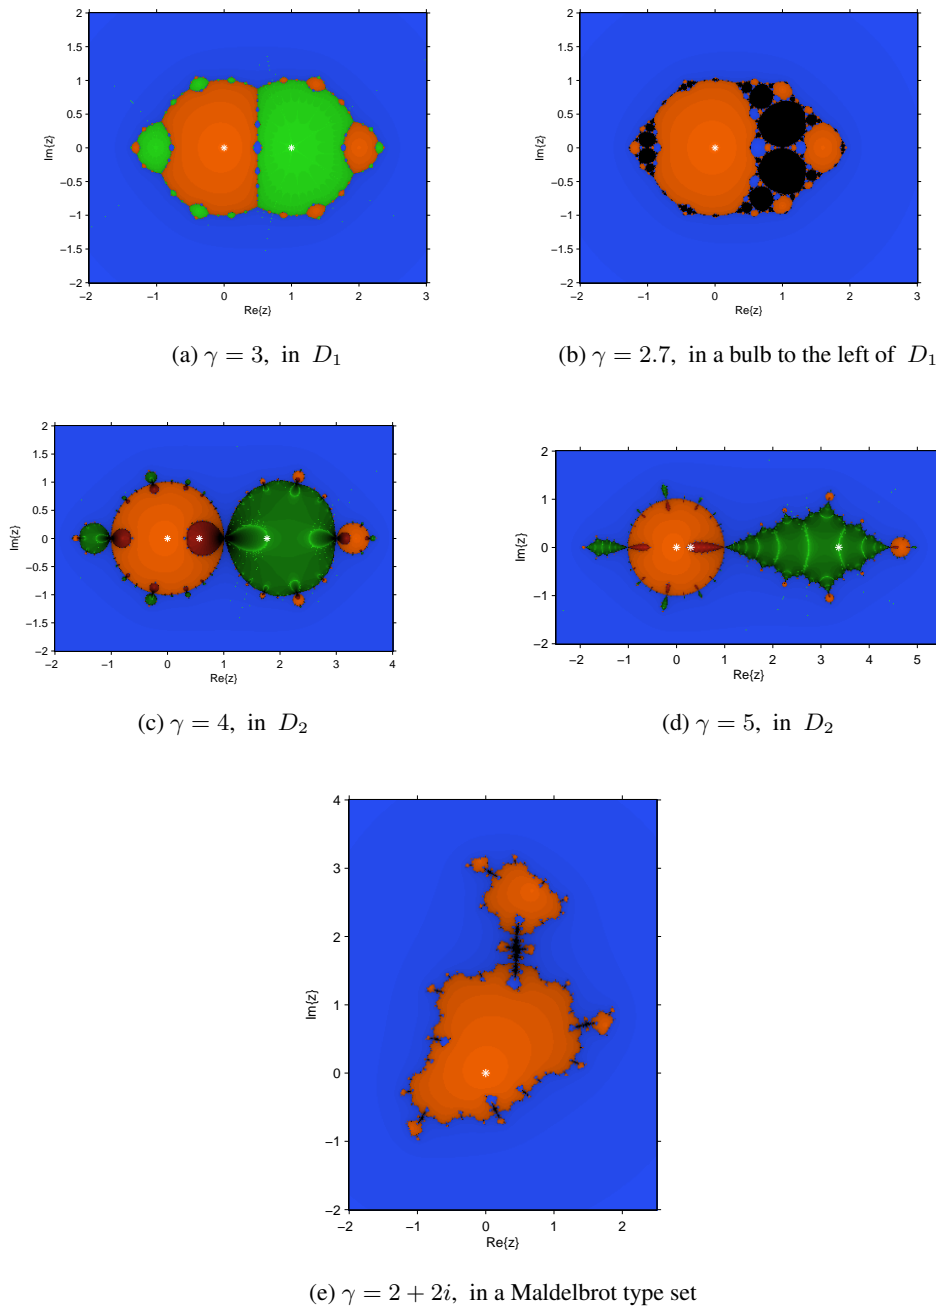 2
1.5
1
0.5
0
−0.5
−1
−1.5
−2
Im{z}
−2 −1 0 1 2 3
Re{z}
2
1.5
1
0.5
0
−0.5
−1
−1.5
−2
Im{z}
−2 −1 0 1 2 3
Re{z}
(a) γ = 3, in D₁
(b) γ = 2.7, in a bulb to the left of D₁
2
1.5
1
0.5
0
−0.5
−1
−1.5
−2
Im{z}
−2 −1 0 1 2 3 4
Re{z}
2
1
0
−1
−2
Im{z}
−2 −1 0 1 2 3 4 5
Re{z}
(c) γ = 4, in D₂
(d) γ = 5, in D₂
4
3
2
1
0
−1
−2
Im{z}
−2 −1 0 1 2
Re{z}
(e) γ = 2 + 2i, in a Maldelbrot type set